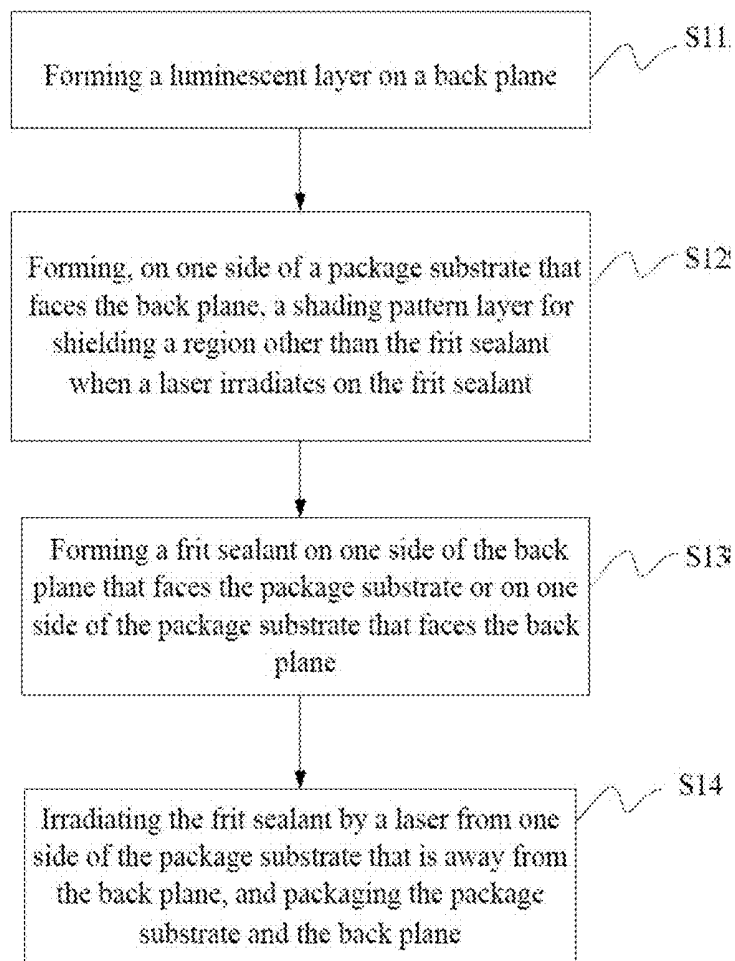 Forming a luminescent layer on a back plane
S11
Forming, on one side of a package substrate that
faces the back plane, a shading pattern layer for
shielding a region other than the frit sealant
when a laser irradiates on the frit sealant
S12
Forming a frit sealant on one side of the back
plane that faces the package substrate or on one
side of the package substrate that faces the back
plane
S13
Irradiating the frit sealant by a laser from one
side of the package substrate that is away from
the back plane, and packaging the package
substrate and the back plane
S14